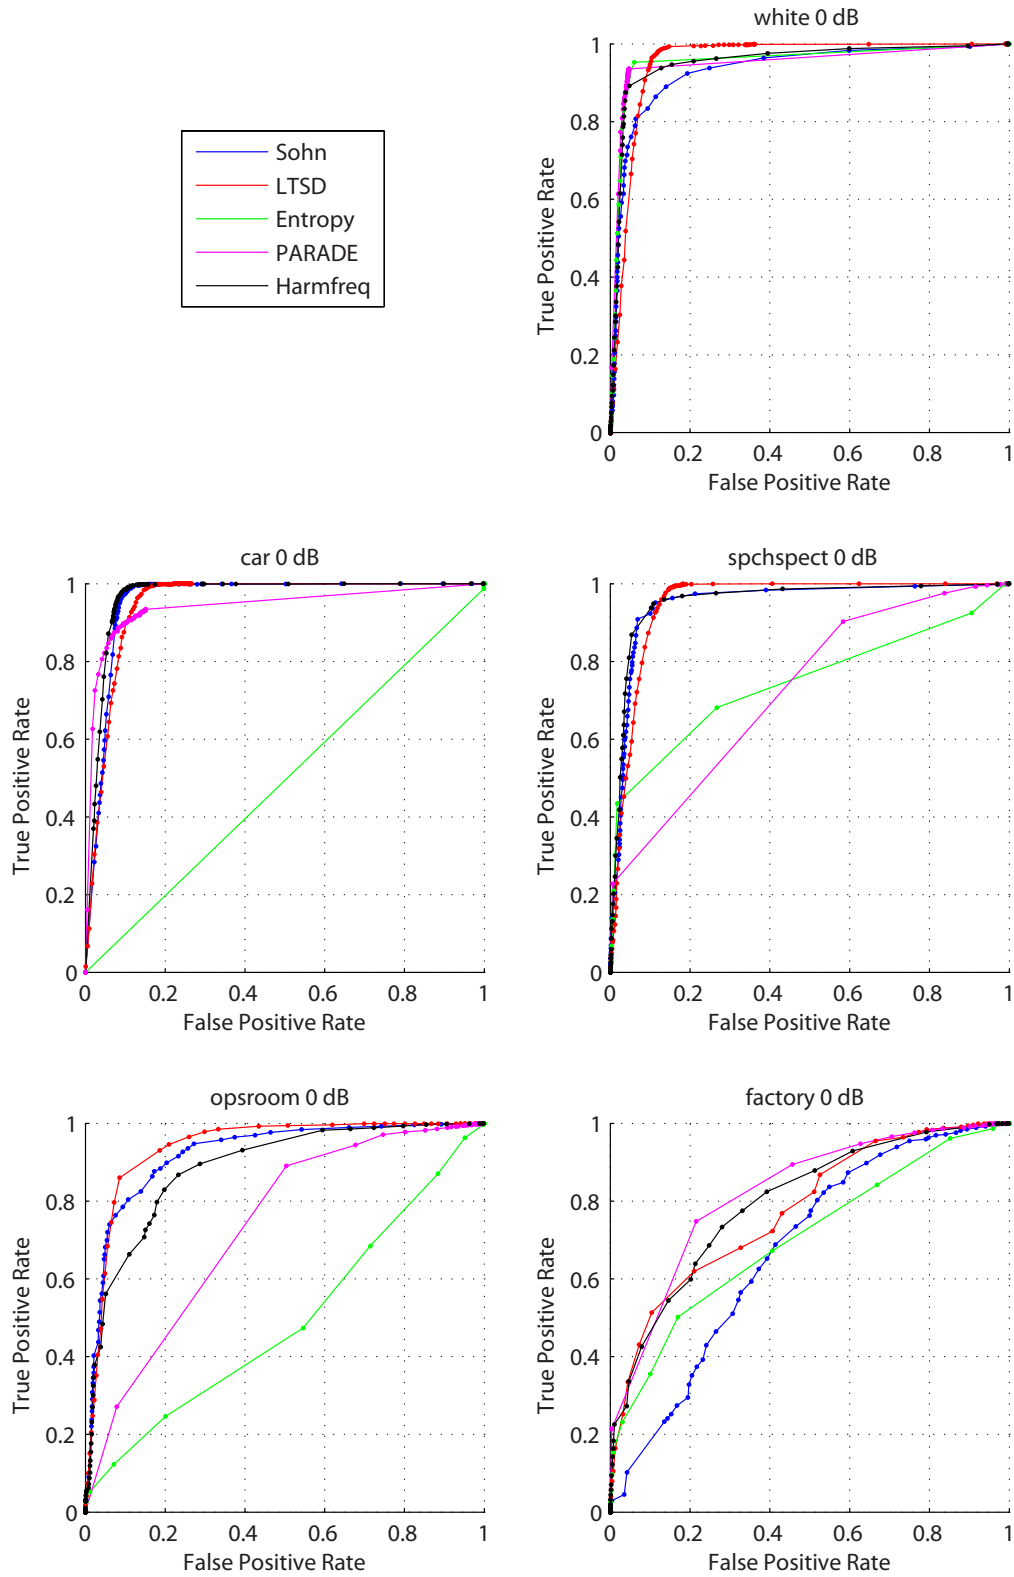 white 0 dB
Sohn
LTSD
Entropy
PARADE
Harmfreq
True Positive Rate
1
0.8
0.6
0.4
0.2
0
0 0.2 0.4 0.6 0.8 1
False Positive Rate
car 0 dB
True Positive Rate
1
0.8
0.6
0.4
0.2
0
0 0.2 0.4 0.6 0.8 1
False Positive Rate
spchspect 0 dB
True Positive Rate
1
0.8
0.6
0.4
0.2
0
0 0.2 0.4 0.6 0.8 1
False Positive Rate
opsroom 0 dB
True Positive Rate
1
0.8
0.6
0.4
0.2
0
0 0.2 0.4 0.6 0.8 1
False Positive Rate
factory 0 dB
True Positive Rate
1
0.8
0.6
0.4
0.2
0
0 0.2 0.4 0.6 0.8 1
False Positive Rate